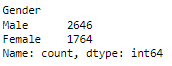 Gender
Male      2646
Female    1764
Name: count, dtype: int64